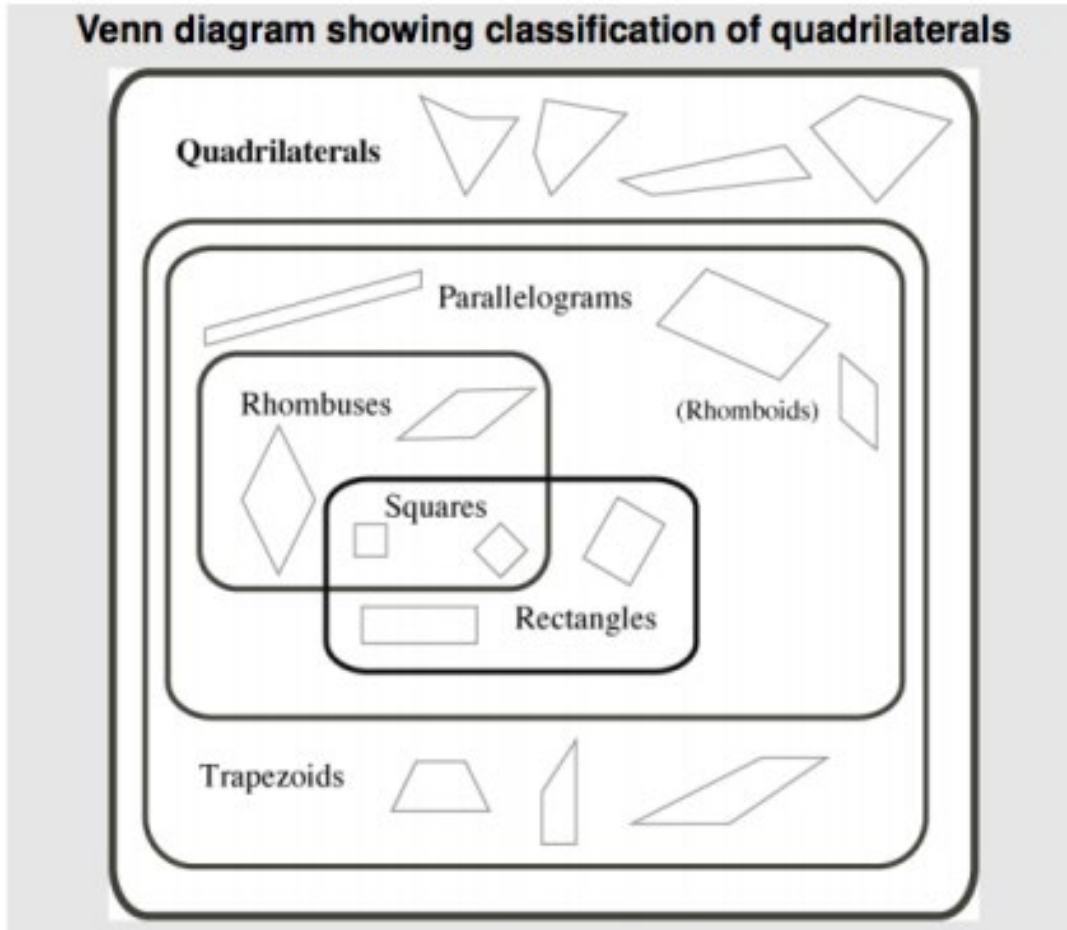 Venn diagram showing classification of quadrilaterals
Quadrilaterals
Parallelograms
Rhombuses
(Rhomboids)
Squares
Rectangles
Trapezoids